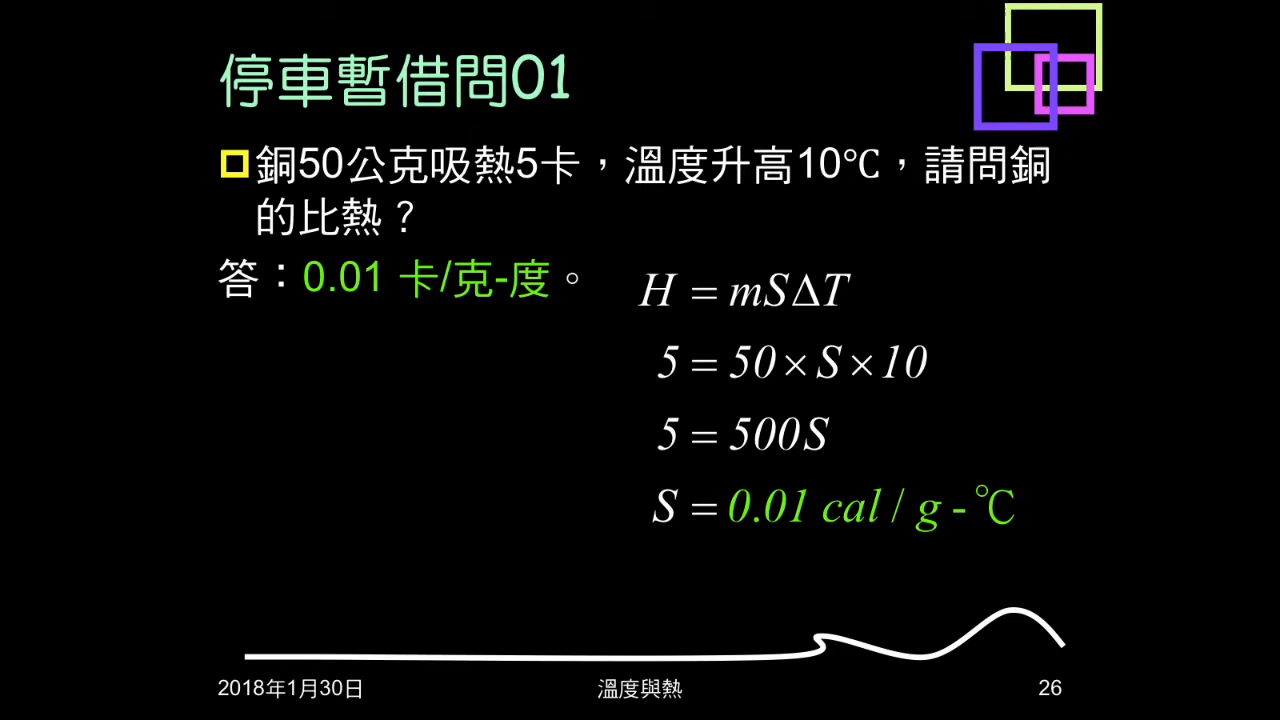 停車暫借問01
銅50公克吸熱5卡，溫度升高10℃，請問銅
的比熱？
答：0.01 卡/克-度。
H = mSΔT
5 = 50×S×10
5 = 500S
S = 0.01 cal / g - ℃
2018年1月30日
溫度與熱
26